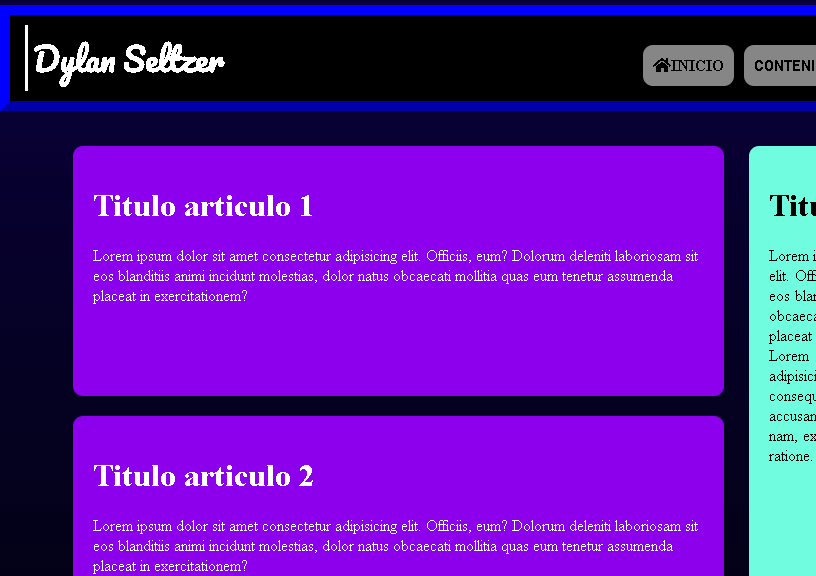 Dylan Seltzer
INICIO
CONTENI
Titulo articulo 1
Lorem ipsum dolor sit amet consectetur adipisicing elit. Officiis, eum? Dolorum deleniti laboriosam sit
eos blanditiis animi incidunt molestias, dolor natus obcaecati mollitia quas eum tenetur assumenda
placeat in exercitationem?
Titulo articulo 2
Lorem ipsum dolor sit amet consectetur adipisicing elit. Officiis, eum? Dolorum deleniti laboriosam sit
eos blanditiis animi incidunt molestias, dolor natus obcaecati mollitia quas eum tenetur assumenda
placeat in exercitationem?
Titu
Lorem i
elit. Off
eos blan
obcaeca
placeat
Lorem
adipisici
consequ
accusan
nam, ex
ratione.